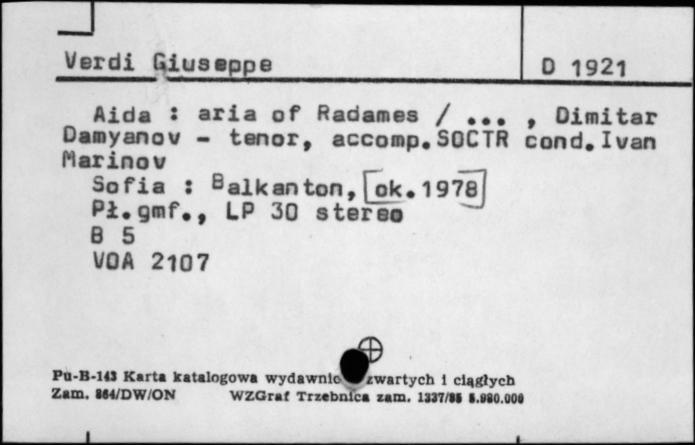 Verdi Giuseppe
D 1921
Aida : aria of Radames / ... , Dimitar
Damyanov - tenor, accomp.SOCTR cond.Ivan
Marinov
Sofia : Balkanton, [ok.1978]
Pł.gmf., LP 30 stereo
B 5
VOA 2107
Pu-B-143 Karta katalogowa zwartych i ciągłych
Zam. 864/DW/ON WZGraf Trzebnica zam. 1337/85 5.980.000